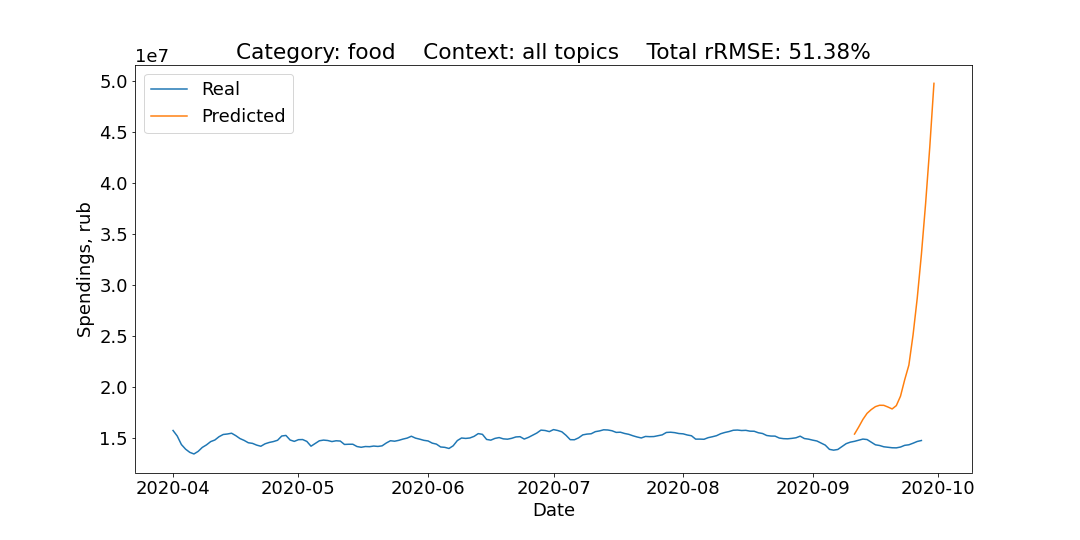 Category: food    Context: all topics    Total rRMSE: 51.38%
1e7
Real
Predicted
5.0
4.5
4.0
3.5
3.0
2.5
2.0
1.5
Spendings, rub
2020-04 2020-05 2020-06 2020-07 2020-08 2020-09 2020-10
Date